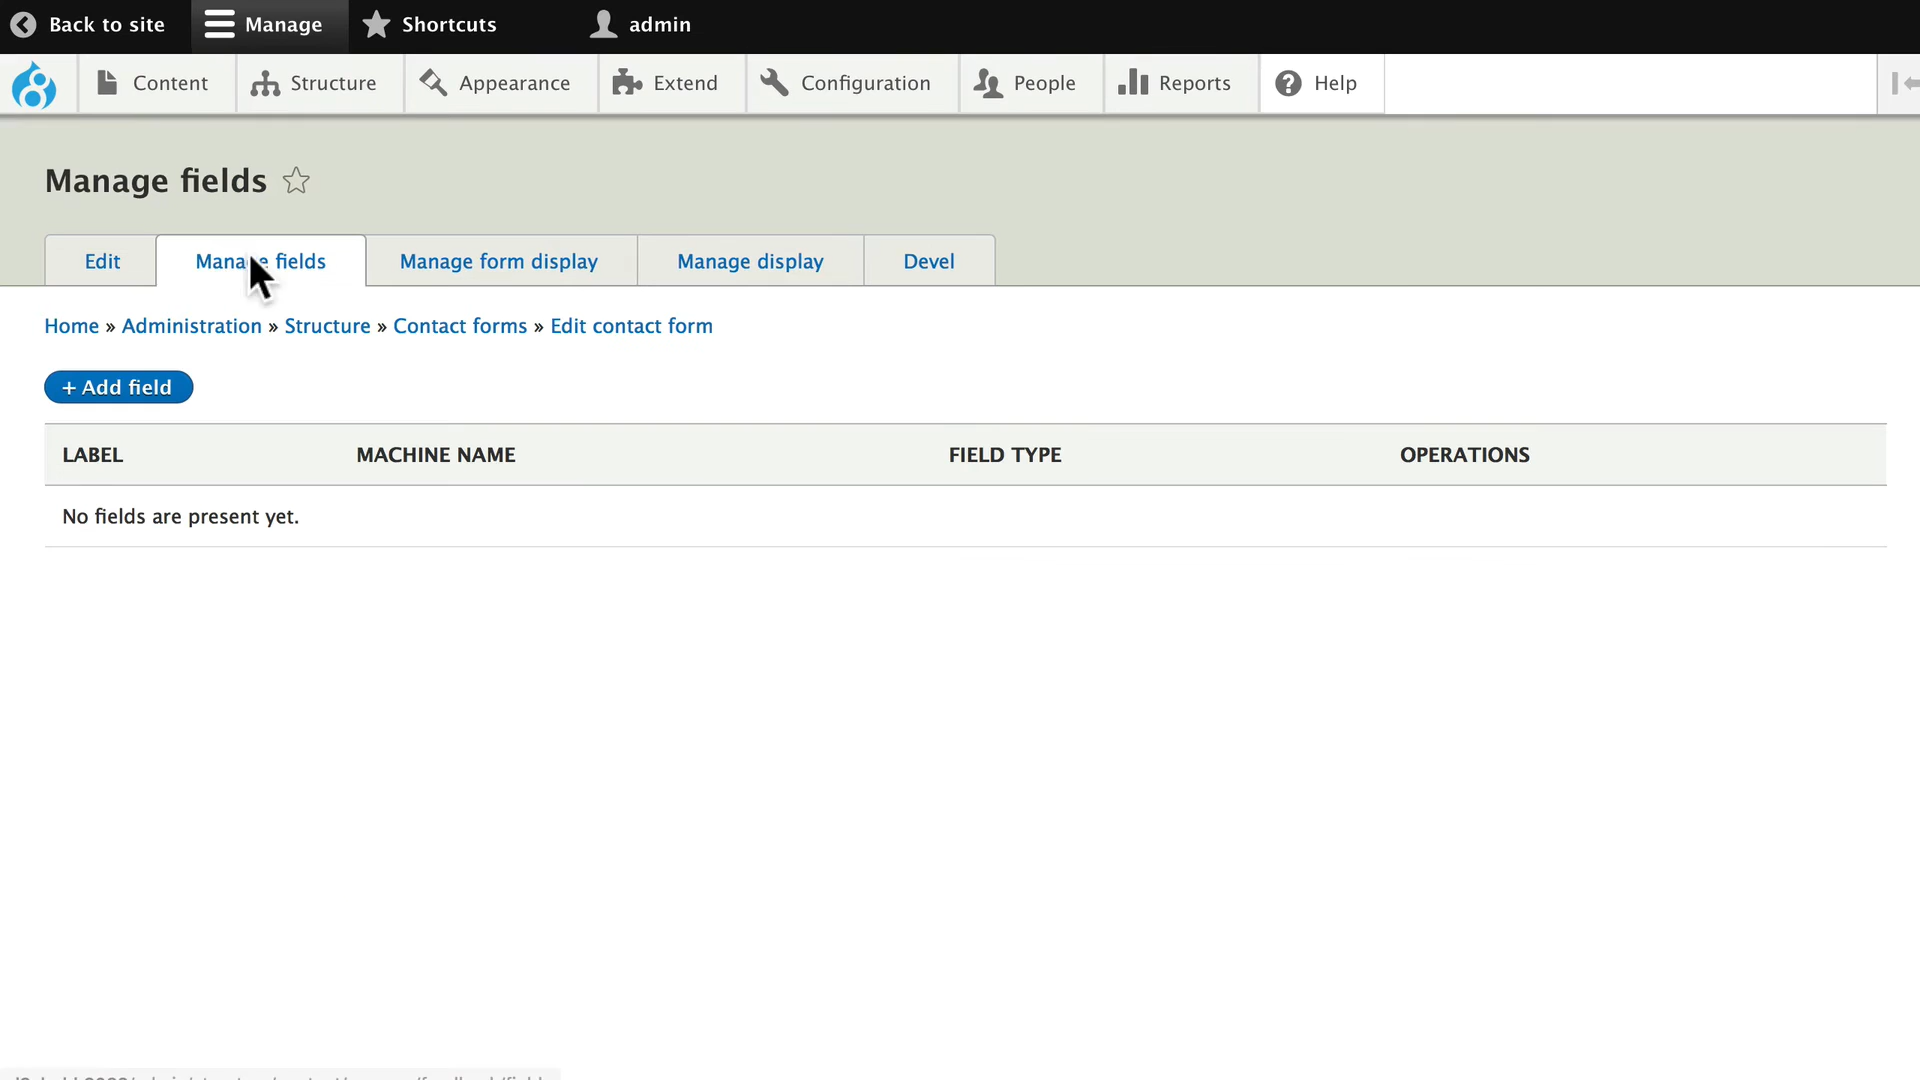 Back to site Manage Shortcuts admin
Content Structure Appearance Extend Configuration People Reports Help
Manage fields
Edit Manage fields Manage form display Manage display Devel
Home » Administration » Structure » Contact forms » Edit contact form
+ Add field
LABEL MACHINE NAME FIELD TYPE OPERATIONS
No fields are present yet.